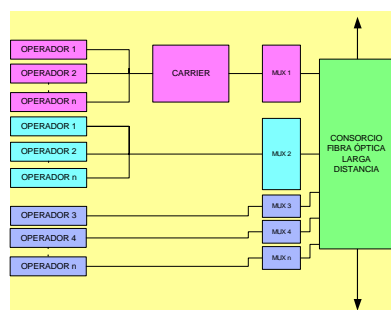 OPERADOR 1
OPERADOR 2
OPERADOR n
CARRIER
MUX 1
OPERADOR 1
OPERADOR 2
OPERADOR n
MUX 2
CONSORCIO
FIBRA ÓPTICA
LARGA
DISTANCIA
OPERADOR 3
MUX 3
OPERADOR 4
MUX 4
OPERADOR n
MUX n